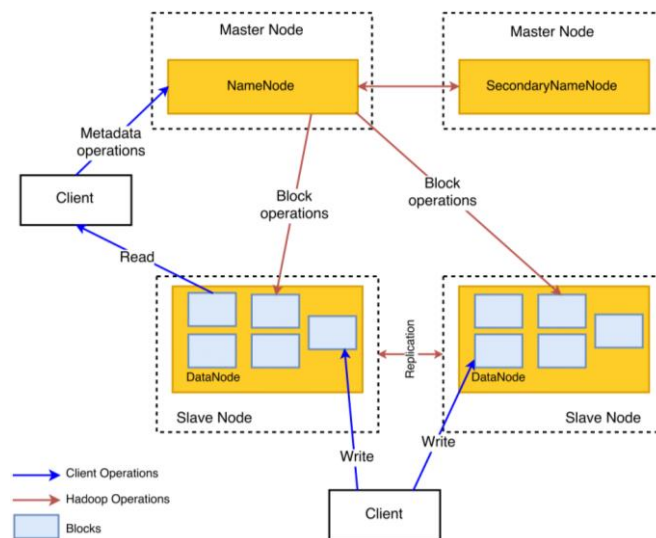 Master Node
NameNode
Master Node
SecondaryNameNode
Metadata
operations
Client
Block
operations
Block
operations
Read
DataNode
Slave Node
Replication
DataNode
Slave Node
Write
Write
Client
Client Operations
Hadoop Operations
Blocks